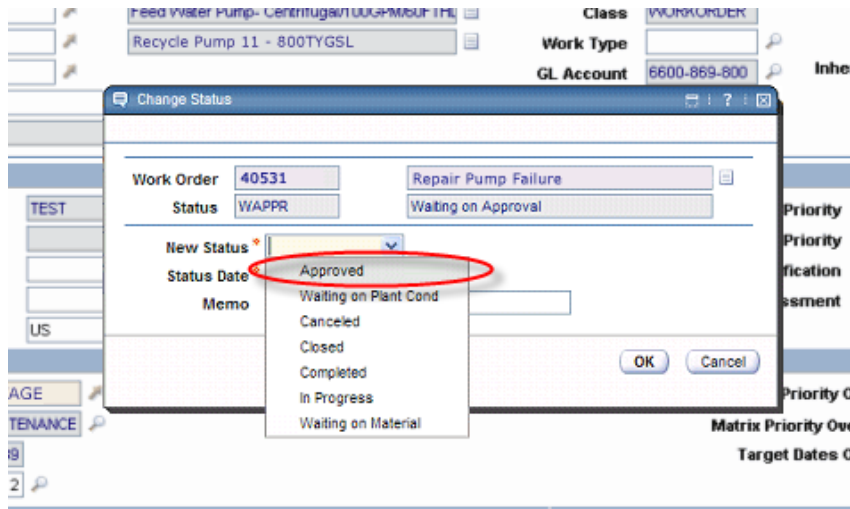 Feed Water Pump- Centrifugal/100GPM/60FTHL Class WORKORDER
Recycle Pump 11 - 800TYGSL Work Type
GL Account 6600-869-800 Inhe
Change Status ?
Work Order 40531 Repair Pump Failure
Status WAPPR Waiting on Approval
TEST Priority
New Status * Priority
Approved
Status Date * fication
Waiting on Plant Cond
Memo ssment
Canceled
US
Closed
OK Cancel
Completed
AGE In Progress Priority O
TENANCE Waiting on Material Matrix Priority Ove
39 Target Dates O
2